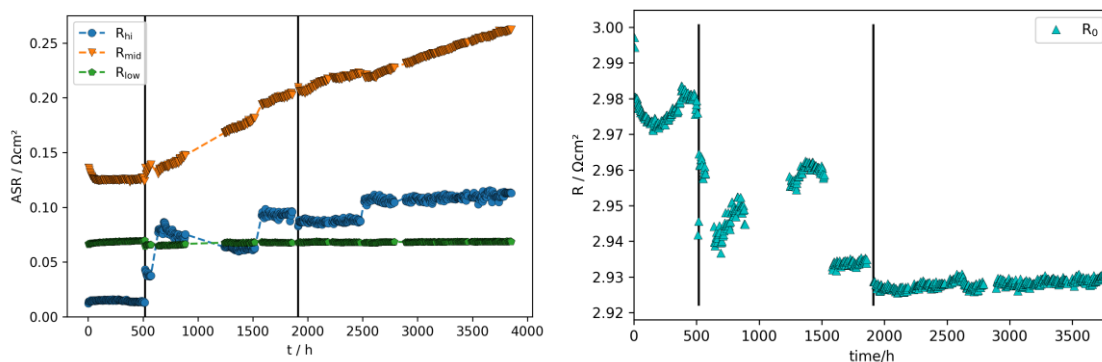 0.25
0.20
0.15
0.10
0.05
0.00
ASR / Ωcm²
R_hi
R_mid
R_low
0 500 1000 1500 2000 2500 3000 3500 4000
t / h
3.00
2.99
2.98
2.97
2.96
2.95
2.94
2.93
2.92
R / Ωcm²
R_0
0 500 1000 1500 2000 2500 3000 3500
time/h